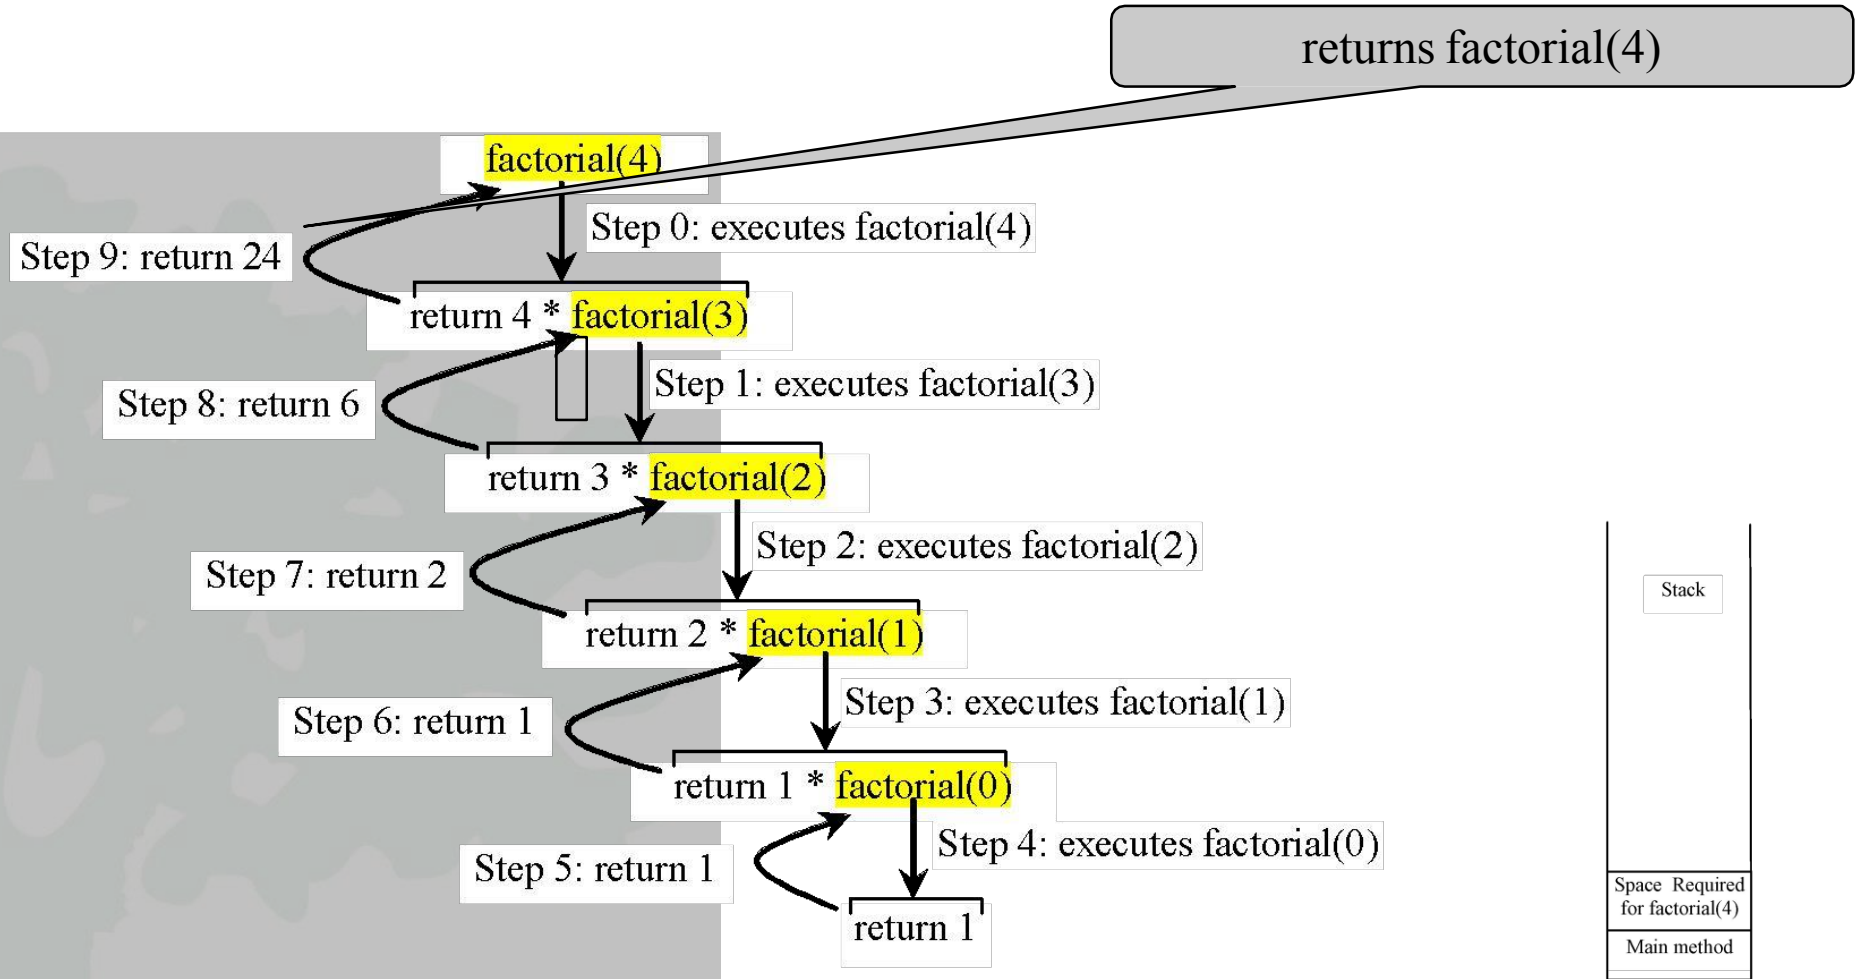 returns factorial(4)
factorial(4)
Step 0: executes factorial(4)
Step 9: return 24
return 4 * factorial(3)
Step 1: executes factorial(3)
Step 8: return 6
return 3 * factorial(2)
Step 2: executes factorial(2)
Step 7: return 2
return 2 * factorial(1)
Step 3: executes factorial(1)
Step 6: return 1
return 1 * factorial(0)
Step 4: executes factorial(0)
Step 5: return 1
return 1
Stack
Space Required
for factorial(4)
Main method